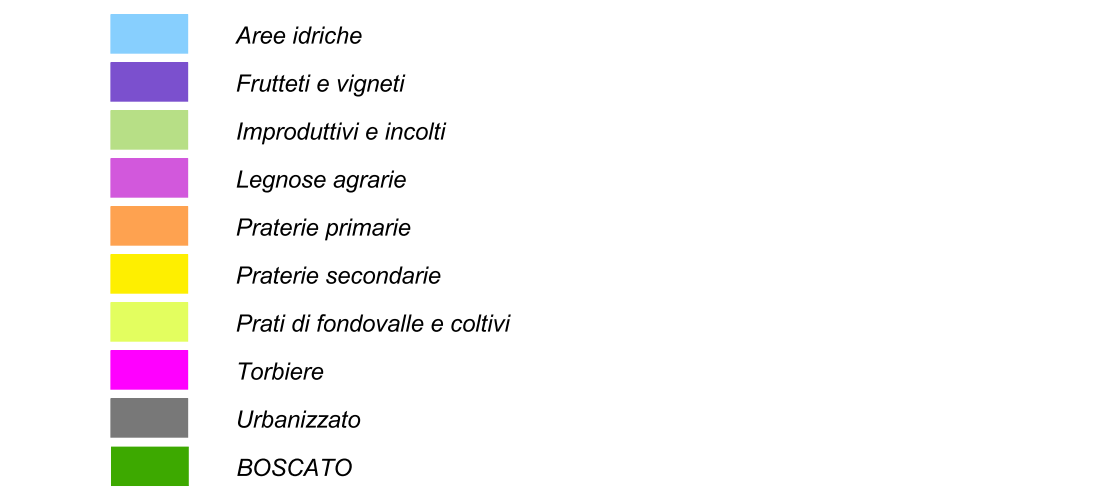 Aree idriche
Frutteti e vigneti
Improduttivi e incolti
Legnose agrarie
Praterie primarie
Praterie secondarie
Prati di fondovalle e coltivi
Torbiere
Urbanizzato
BOSCATO